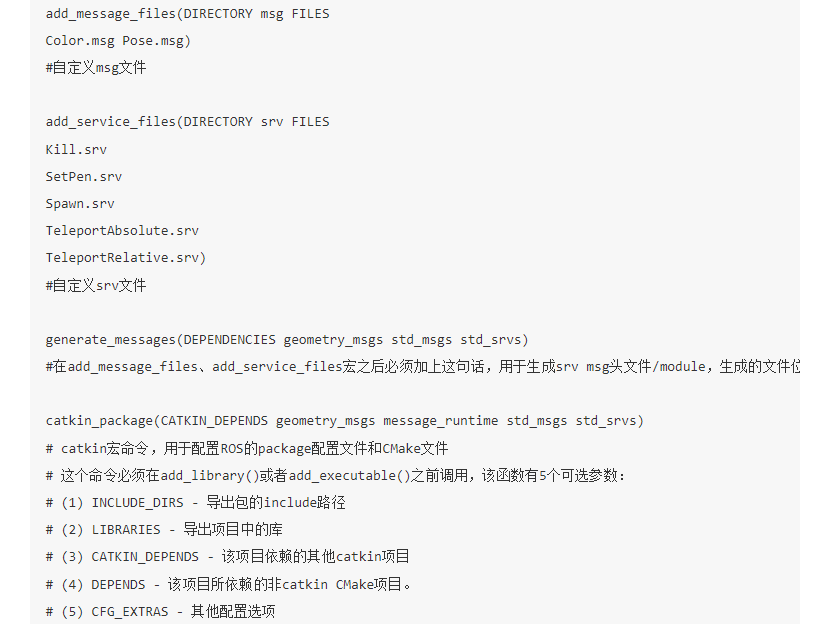 add_message_files(DIRECTORY msg FILES
Color.msg Pose.msg)
#自定义msg文件
add_service_files(DIRECTORY srv FILES
Kill.srv
SetPen.srv
Spawn.srv
TeleportAbsolute.srv
TeleportRelative.srv)
#自定义srv文件
generate_messages(DEPENDENCIES geometry_msgs std_msgs std_srvs)
#在add_message_files、add_service_files宏之后必须加上这句话，用于生成srv msg头文件/module，生成的文件位
catkin_package(CATKIN_DEPENDS geometry_msgs message_runtime std_msgs std_srvs)
# catkin宏命令，用于配置ROS的package配置文件和CMake文件
# 这个命令必须在add_library()或者add_executable()之前调用，该函数有5个可选参数：
# (1) INCLUDE_DIRS - 导出包的include路径
# (2) LIBRARIES - 导出项目中的库
# (3) CATKIN_DEPENDS - 该项目依赖的其他catkin项目
# (4) DEPENDS - 该项目所依赖的非catkin CMake项目。
# (5) CFG_EXTRAS - 其他配置选项